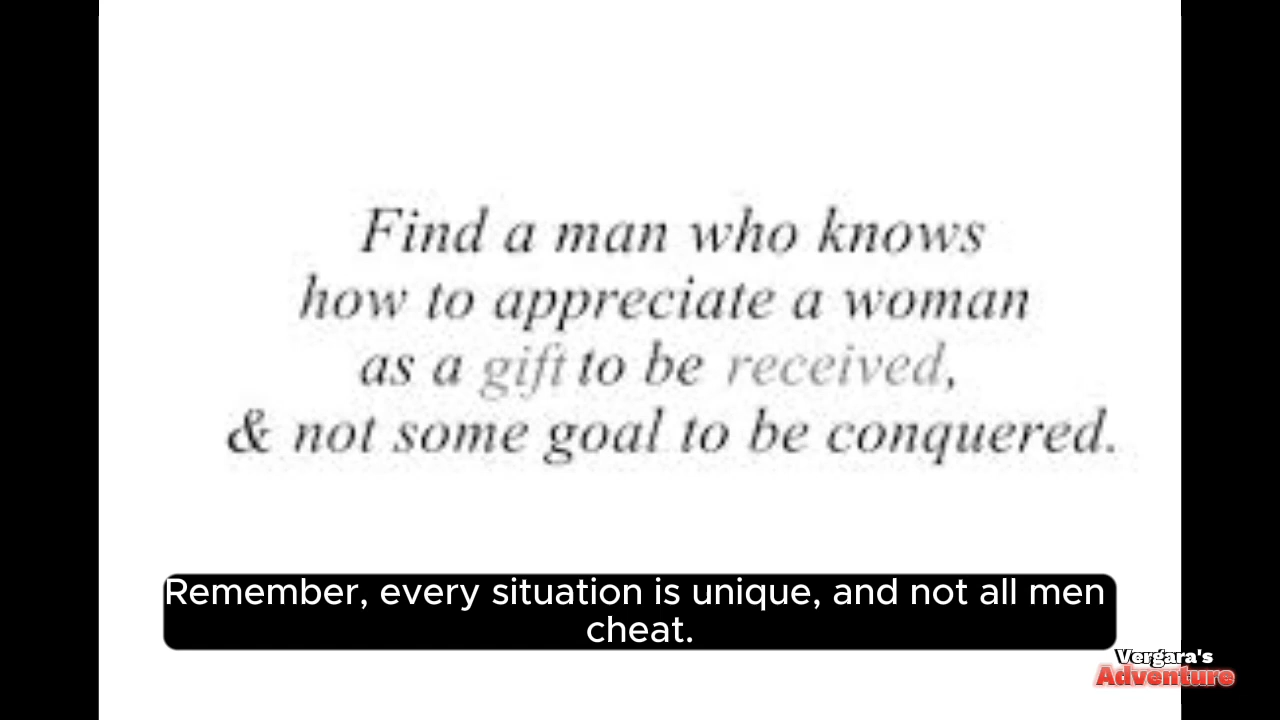 Find a man who knows
how to appreciate a woman
as a gift to be received,
& not some goal to be conquered.
Remember, every situation is unique, and not all men
cheat.
Vergara's
Adventure